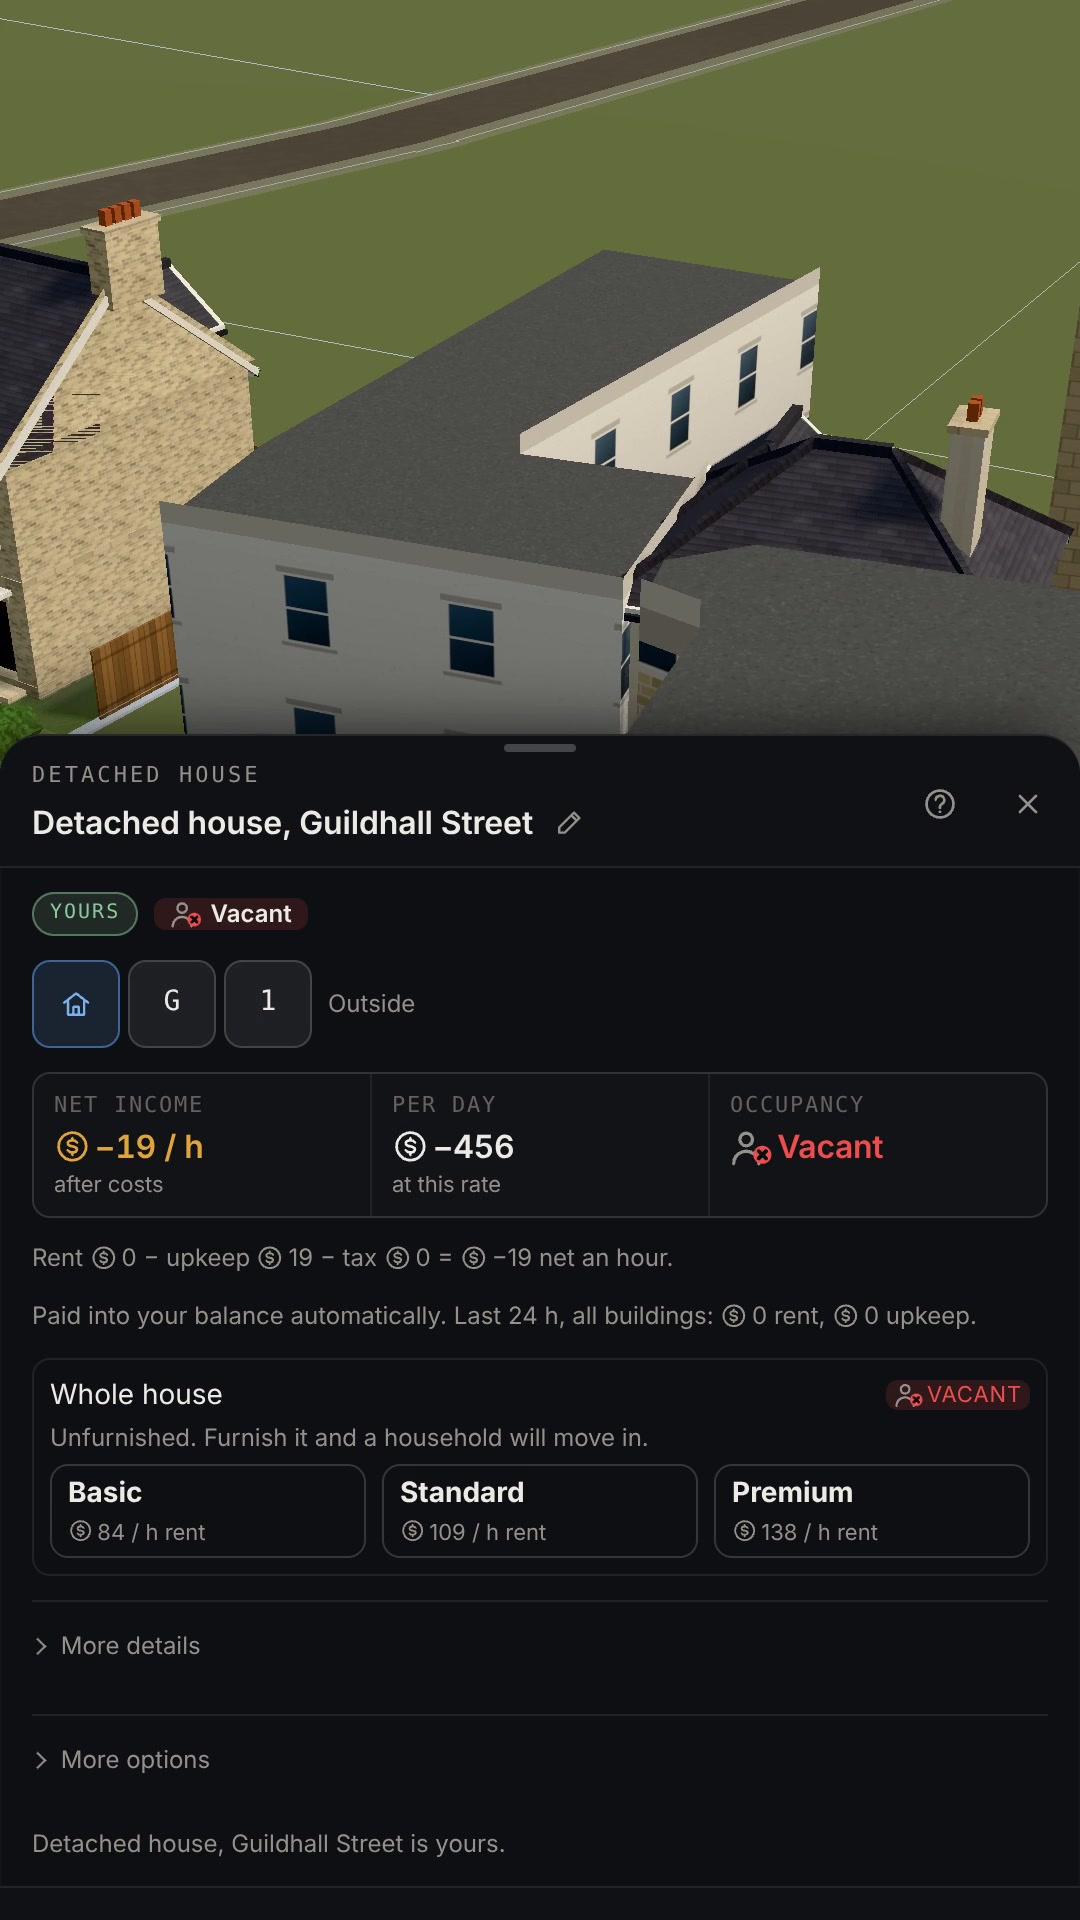 DETACHED HOUSE
Detached house, Guildhall Street
YOURS Vacant
G 1 Outside
NET INCOME PER DAY OCCUPANCY
−19 / h −456 Vacant
after costs at this rate
Rent $ 0 − upkeep $ 19 − tax $ 0 = $ −19 net an hour.
Paid into your balance automatically. Last 24 h, all buildings: $ 0 rent, $ 0 upkeep.
Whole house VACANT
Unfurnished. Furnish it and a household will move in.
Basic Standard Premium
$ 84 / h rent $ 109 / h rent $ 138 / h rent
More details
More options
Detached house, Guildhall Street is yours.